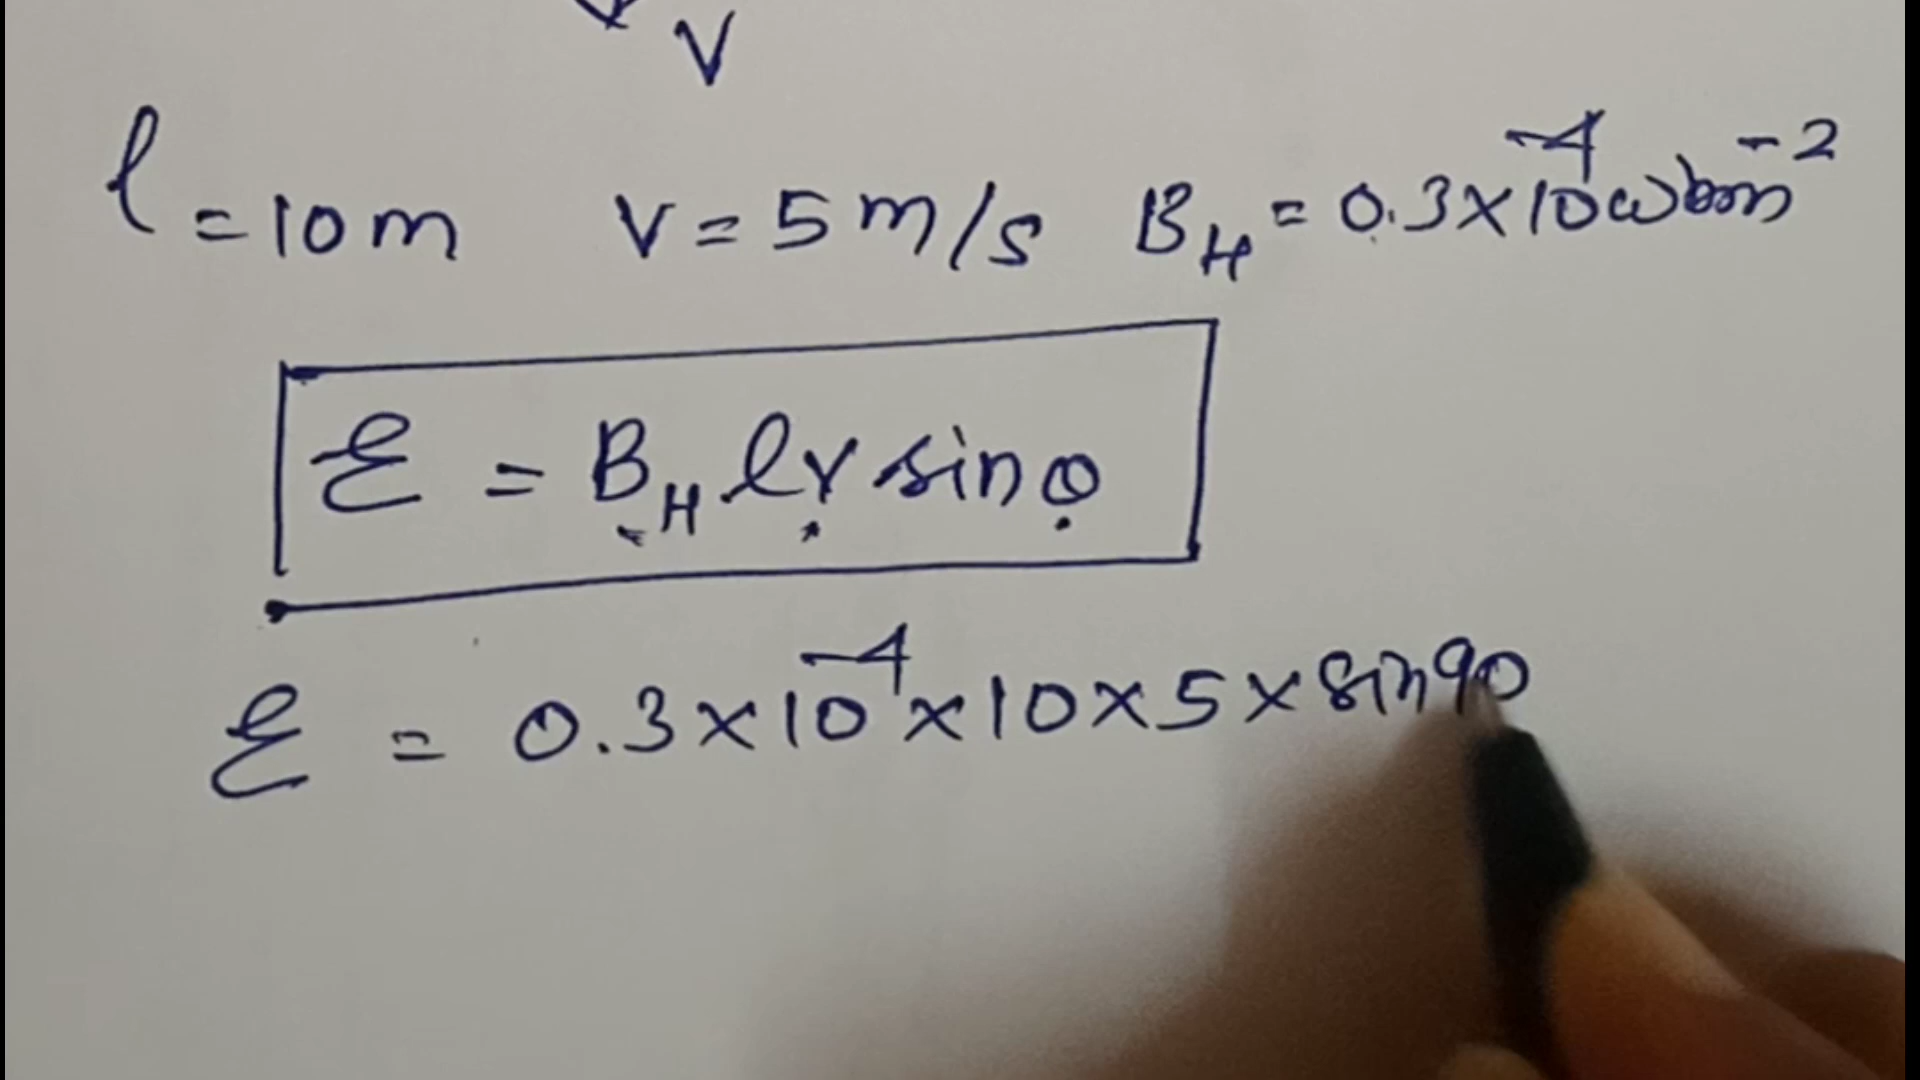 V
l = 10 m V = 5 m/s B_H = 0.3 × 10^-4 wbm^-2
ℰ = B_H l v sin θ
ℰ = 0.3 × 10^-4 × 10 × 5 × sin 90